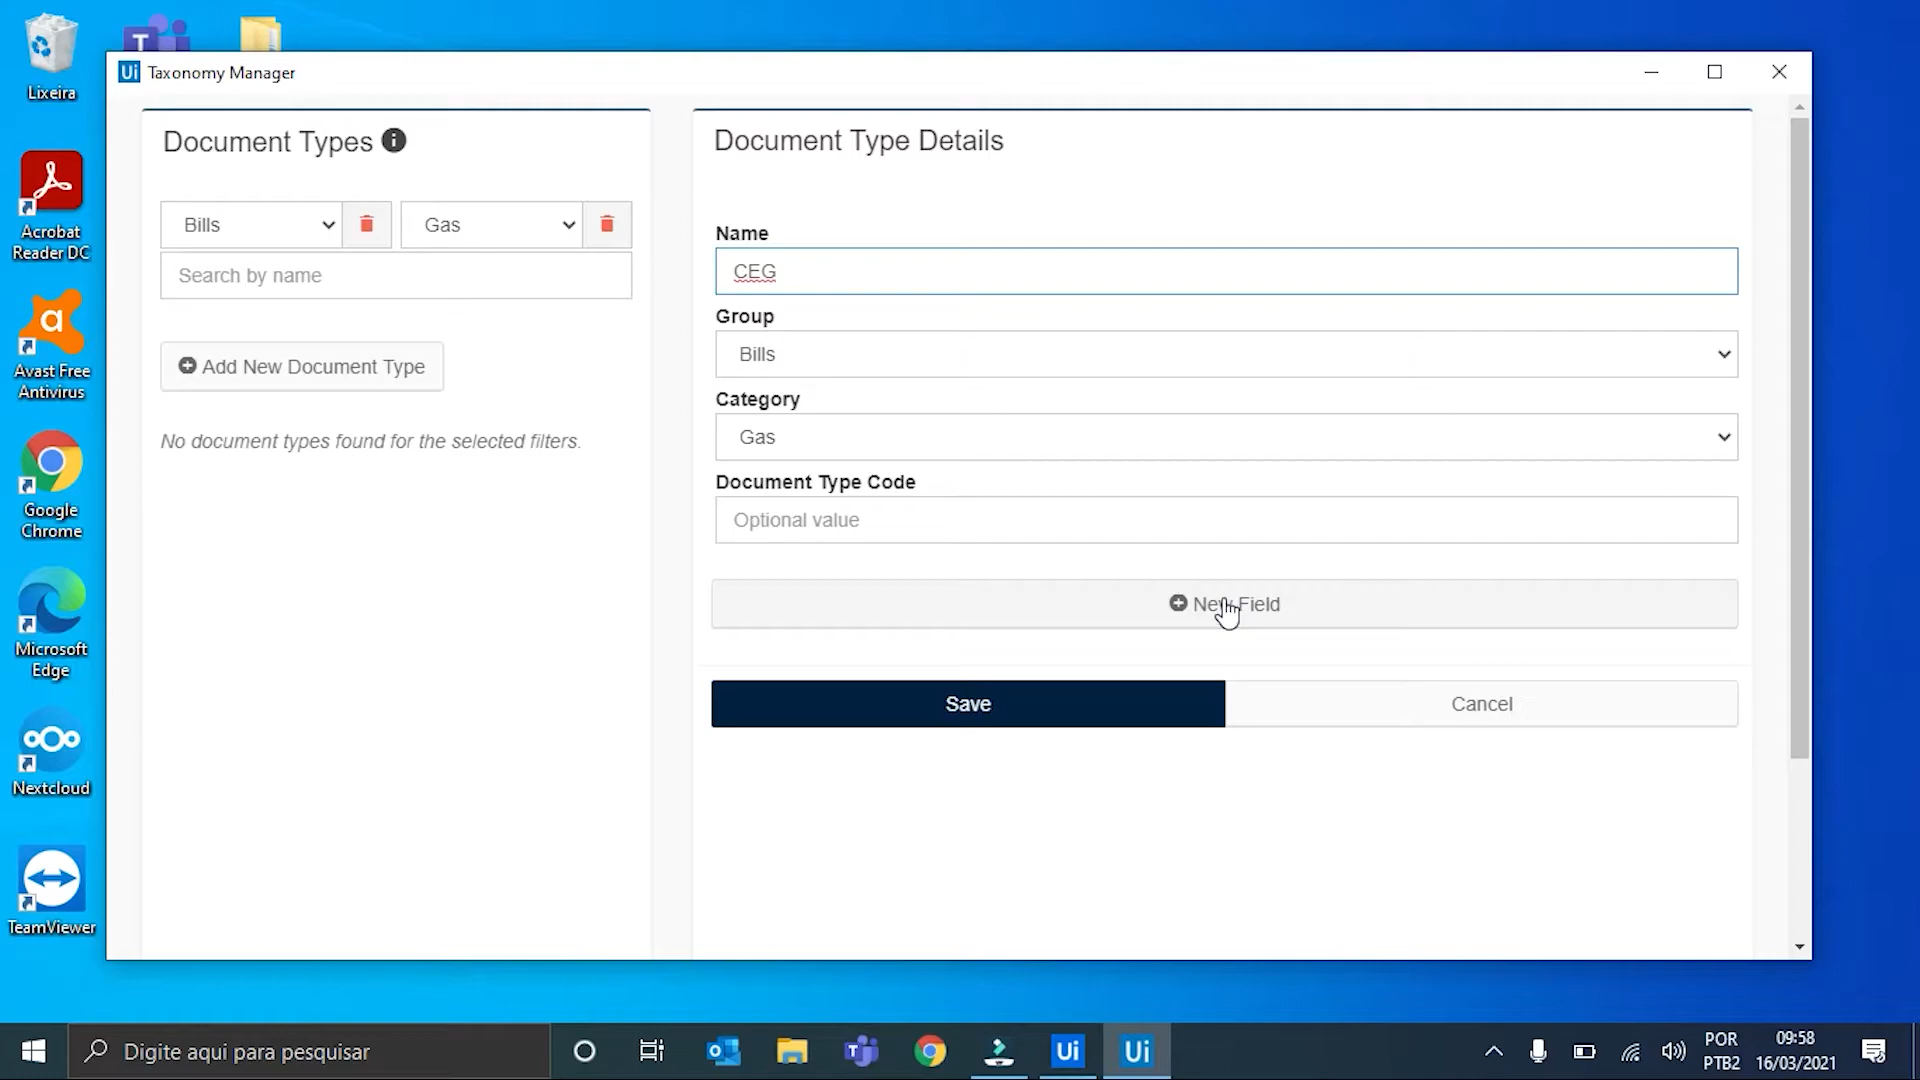 Lixeira
Acrobat
Reader DC
Avast Free
Antivirus
Google
Chrome
Microsoft
Edge
Nextcloud
TeamViewer
Ui Taxonomy Manager
Document Types
Bills
Gas
Search by name
Add New Document Type
No document types found for the selected filters.
Document Type Details
Name
CEG
Group
Bills
Category
Gas
Document Type Code
Optional value
New Field
Save
Cancel
Digite aqui para pesquisar
Ui
Ui
POR
PTB2
09:58
16/03/2021